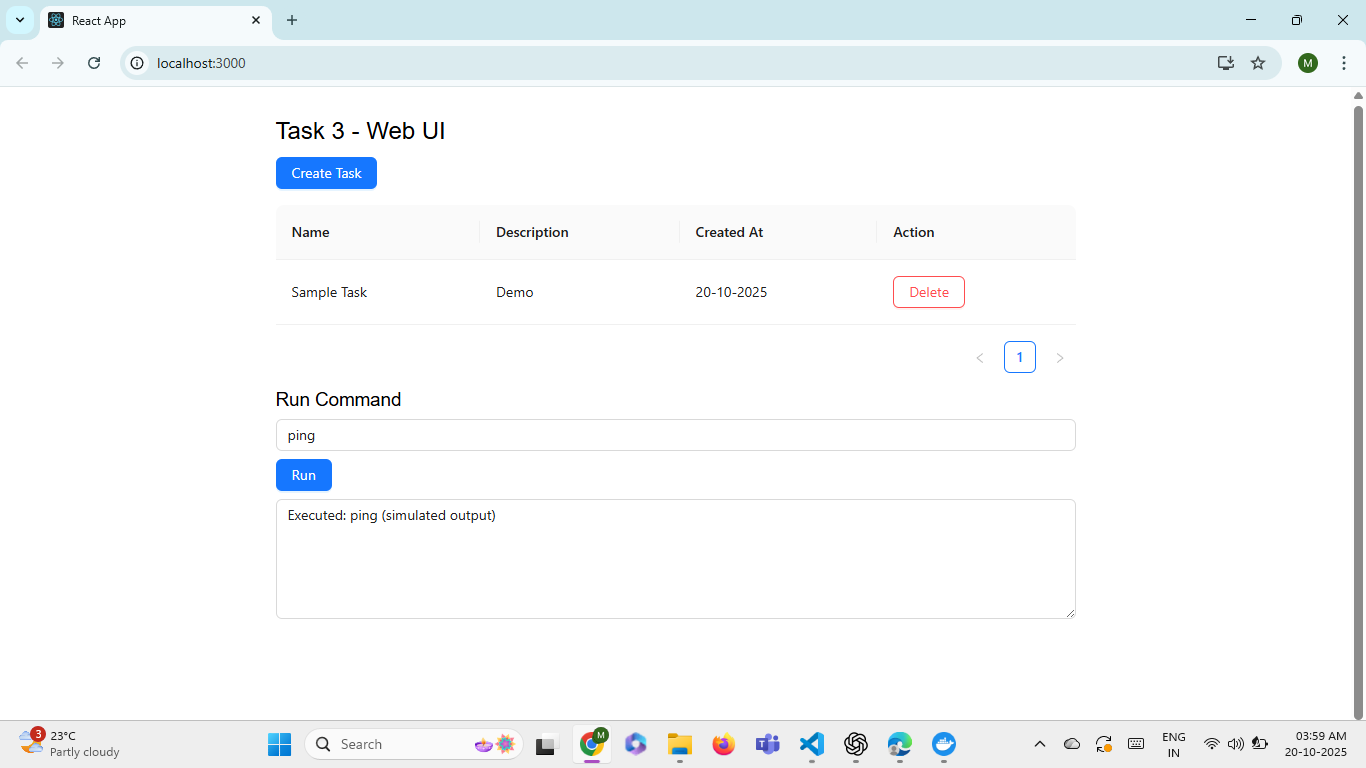 React App
localhost:3000
M
Task 3 - Web UI
Create Task
Name Description Created At Action
Sample Task Demo 20-10-2025 Delete
1
Run Command
ping
Run
Executed: ping (simulated output)
3
23°C
Partly cloudy
Search
M
ENG
IN
03:59 AM
20-10-2025